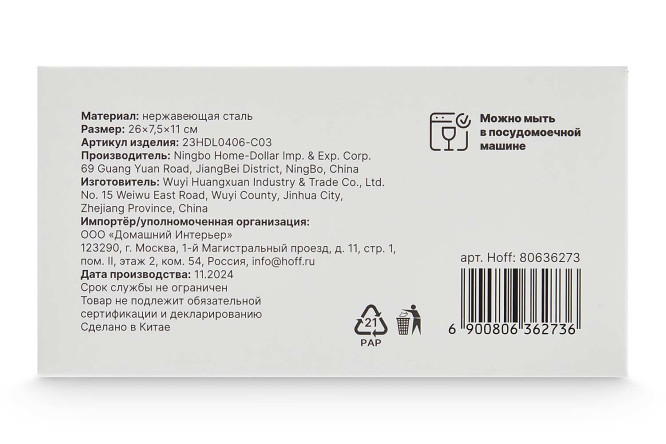 Материал: нержавеющая сталь
Размер: 26×7,5×11 см
Артикул изделия: 23HDL0406-C03
Производитель: Ningbo Home-Dollar Imp. & Exp. Corp.
69 Guang Yuan Road, JiangBei District, NingBo, China
Изготовитель: Wuyi Huangxuan Industry & Trade Co., Ltd.
No. 15 Weiwu East Road, Wuyi County, Jinhua City,
Zhejiang Province, China
Импортёр/уполномоченная организация:
ООО «Домашний Интерьер»
123290, г. Москва, 1-й Магистральный проезд, д. 11, стр. 1,
пом. II, этаж 2, ком. 54, Россия, info@hoff.ru
Дата производства: 11.2024
Срок службы не ограничен
Товар не подлежит обязательной
сертификации и декларированию
Сделано в Китае
Можно мыть
в посудомоечной
машине
арт. Hoff: 80636273
6 900806 362736
21
PAP